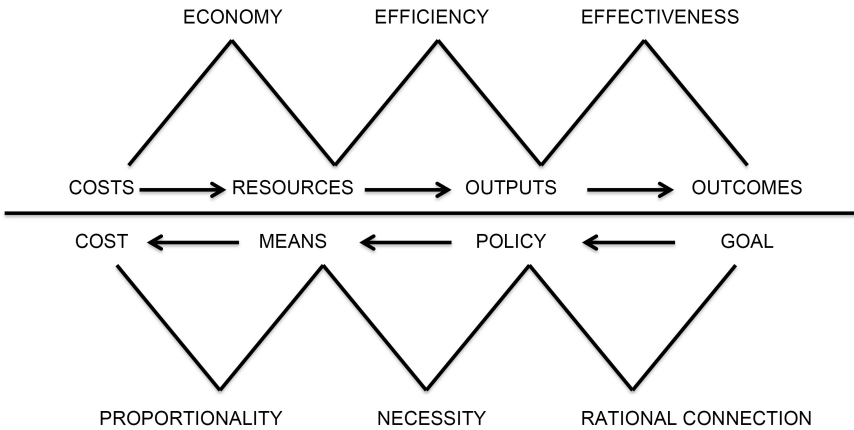 ECONOMY EFFICIENCY EFFECTIVENESS
COSTS RESOURCES OUTPUTS OUTCOMES
COST MEANS POLICY GOAL
PROPORTIONALITY NECESSITY RATIONAL CONNECTION